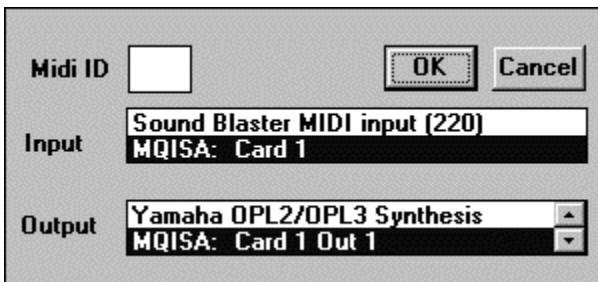 Midi ID
OK
Cancel
Input
Sound Blaster MIDI input (220)
MQISA:  Card 1
Output
Yamaha OPL2/OPL3 Synthesis
MQISA:  Card 1 Out 1